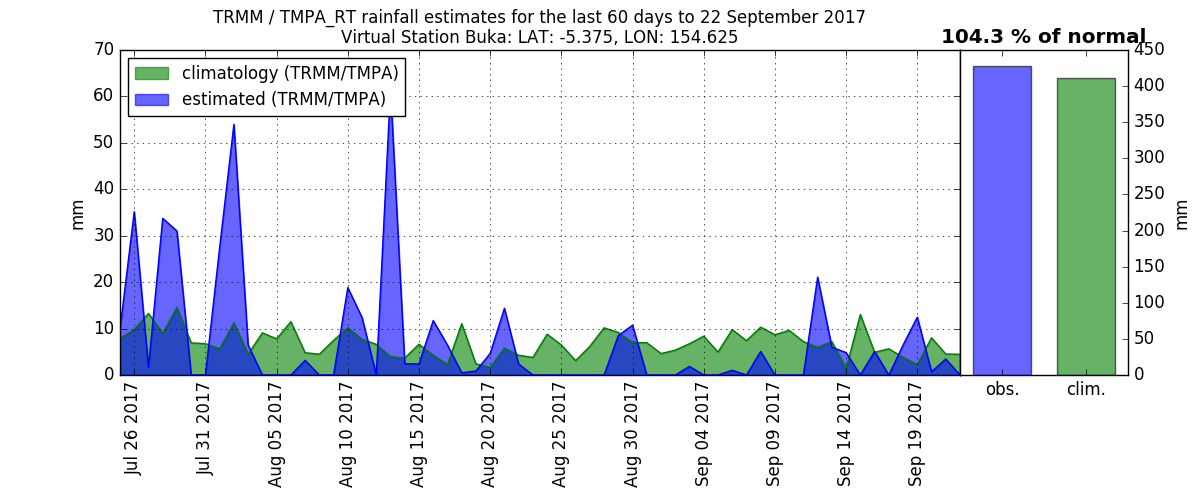 TRMM / TMPA_RT rainfall estimates for the last 60 days to 22 September 2017
Virtual Station Buka: LAT: -5.375, LON: 154.625
104.3 % of normal
climatology (TRMM/TMPA)
estimated (TRMM/TMPA)
70
60
50
40
30
20
10
0
mm
Jul 26 2017
Jul 31 2017
Aug 05 2017
Aug 10 2017
Aug 15 2017
Aug 20 2017
Aug 25 2017
Aug 30 2017
Sep 04 2017
Sep 09 2017
Sep 14 2017
Sep 19 2017
obs.
clim.
450
400
350
300
250
200
150
100
50
0
mm